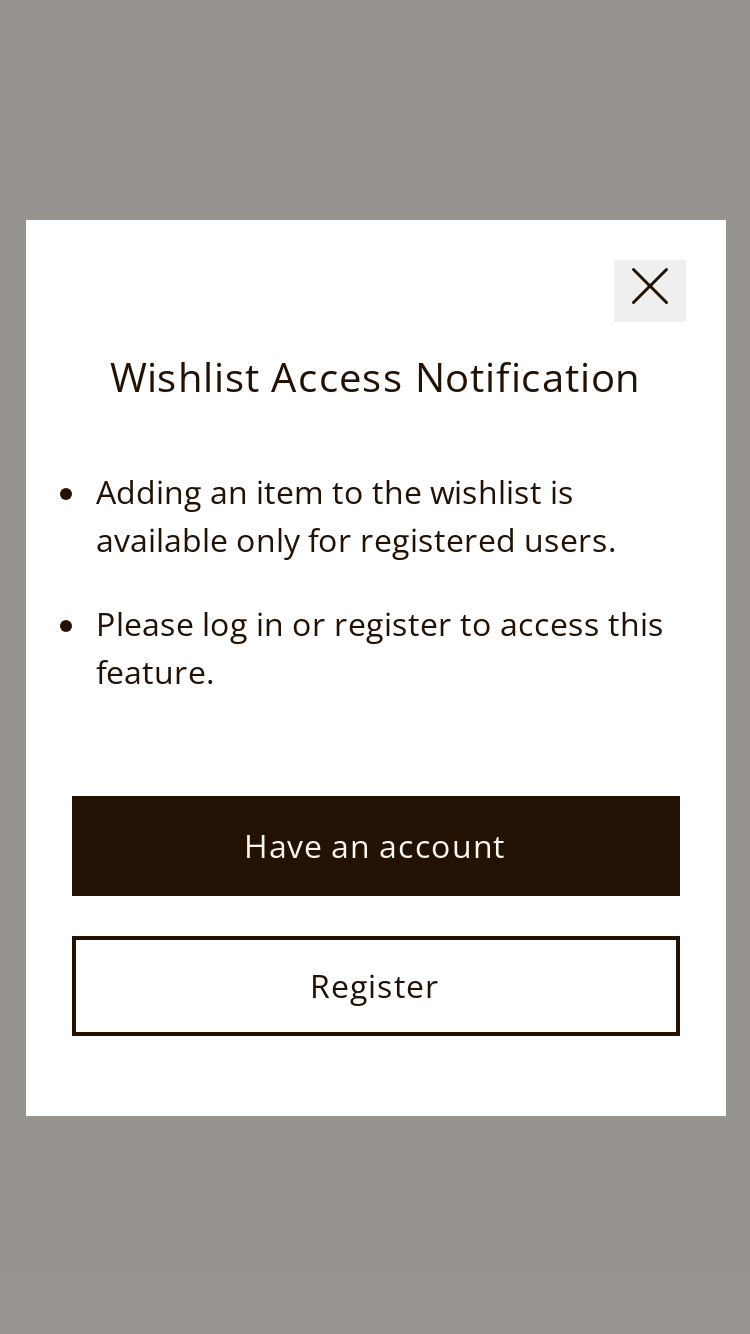 Wishlist Access Notification
Adding an item to the wishlist is
available only for registered users.
Please log in or register to access this
feature.
Have an account
Register